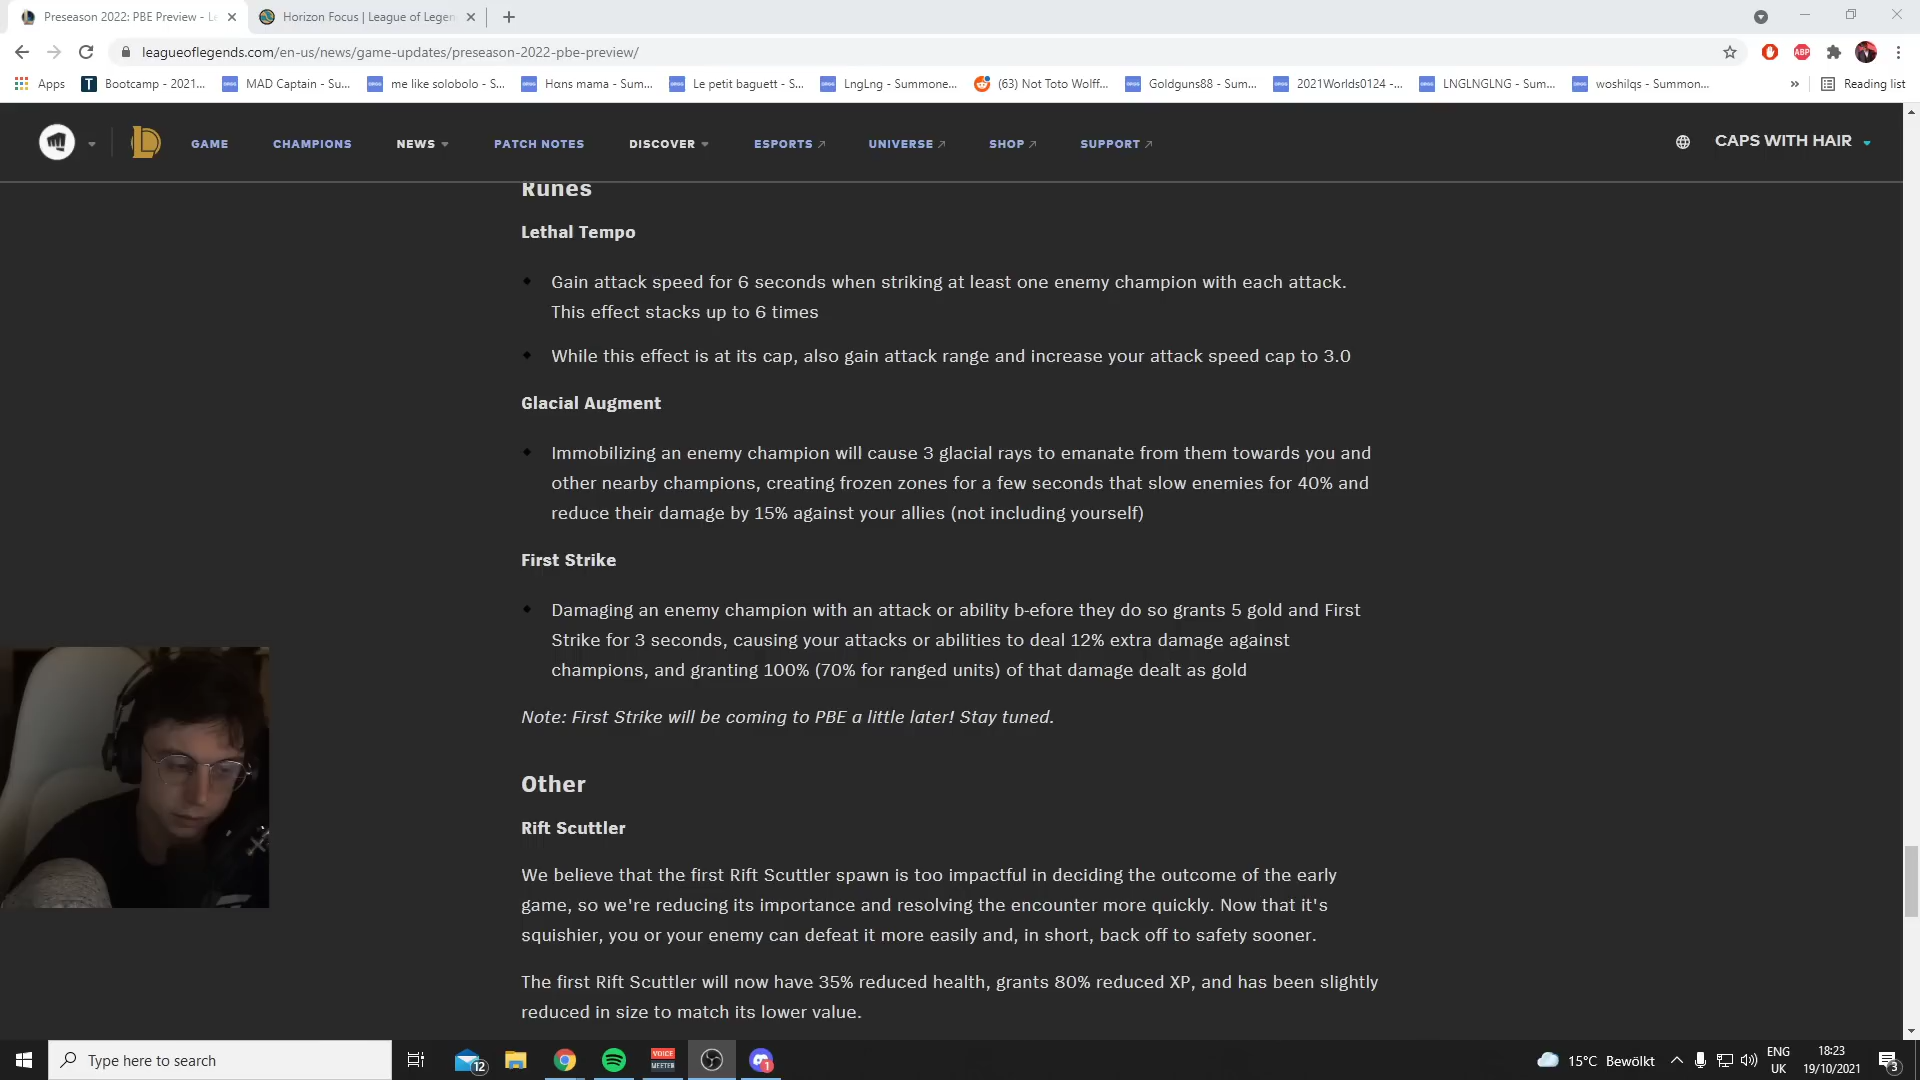 Preseason 2022: PBE Preview - Le
Horizon Focus | League of Legen
leagueoflegends.com/en-us/news/game-updates/preseason-2022-pbe-preview/
ABP
Apps
T
Bootcamp - 2021...
MAD Captain - Su...
me like solobolo - S...
Hans mama - Sum...
Le petit baguett - S...
LngLng - Summone...
(63) Not Toto Wolff...
Goldguns88 - Sum...
2021Worlds0124 -...
LNGLNGLNG - Sum...
woshilqs - Summon...
»
Reading list
GAME
CHAMPIONS
NEWS
PATCH NOTES
DISCOVER
ESPORTS
UNIVERSE
SHOP
SUPPORT
CAPS WITH HAIR
Runes
Lethal Tempo
Gain attack speed for 6 seconds when striking at least one enemy champion with each attack.
This effect stacks up to 6 times
While this effect is at its cap, also gain attack range and increase your attack speed cap to 3.0
Glacial Augment
Immobilizing an enemy champion will cause 3 glacial rays to emanate from them towards you and
other nearby champions, creating frozen zones for a few seconds that slow enemies for 40% and
reduce their damage by 15% against your allies (not including yourself)
First Strike
Damaging an enemy champion with an attack or ability b-efore they do so grants 5 gold and First
Strike for 3 seconds, causing your attacks or abilities to deal 12% extra damage against
champions, and granting 100% (70% for ranged units) of that damage dealt as gold
Note: First Strike will be coming to PBE a little later! Stay tuned.
Other
Rift Scuttler
We believe that the first Rift Scuttler spawn is too impactful in deciding the outcome of the early
game, so we're reducing its importance and resolving the encounter more quickly. Now that it's
squishier, you or your enemy can defeat it more easily and, in short, back off to safety sooner.
The first Rift Scuttler will now have 35% reduced health, grants 80% reduced XP, and has been slightly
reduced in size to match its lower value.
Type here to search
12
VOICE
MEETER
1
15°C Bewölkt
ENG
UK
18:23
19/10/2021
3